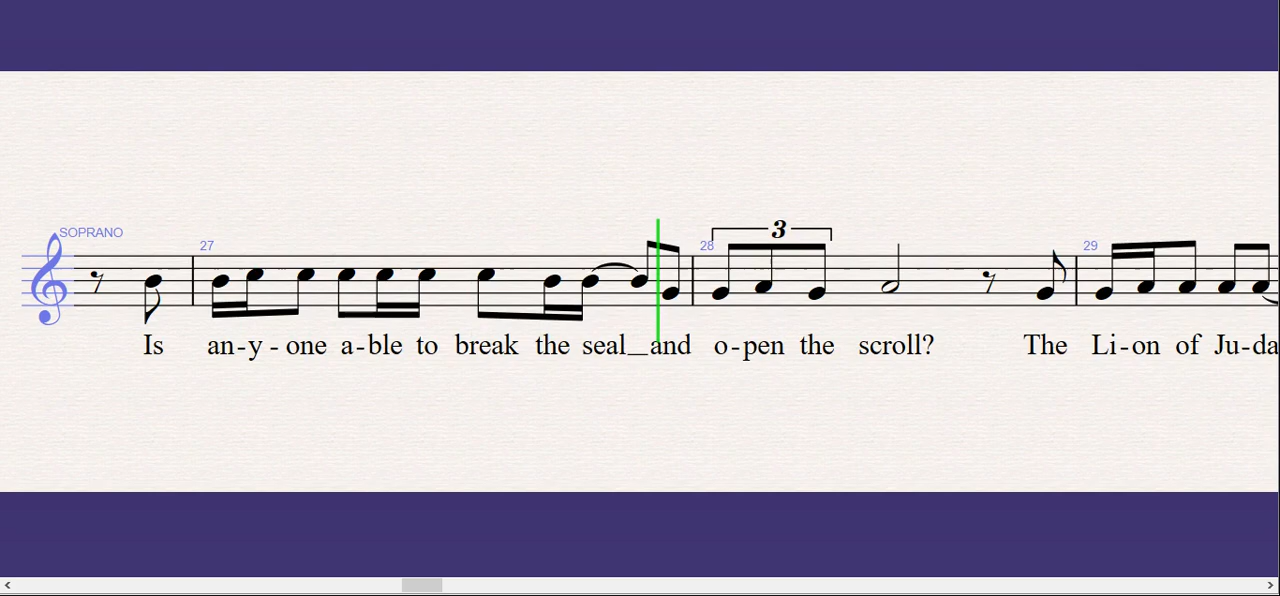 SOPRANO
27
28
3
29
Is an-y-one a-ble to break the seal_and o-pen the scroll? The Li-on of Ju-da